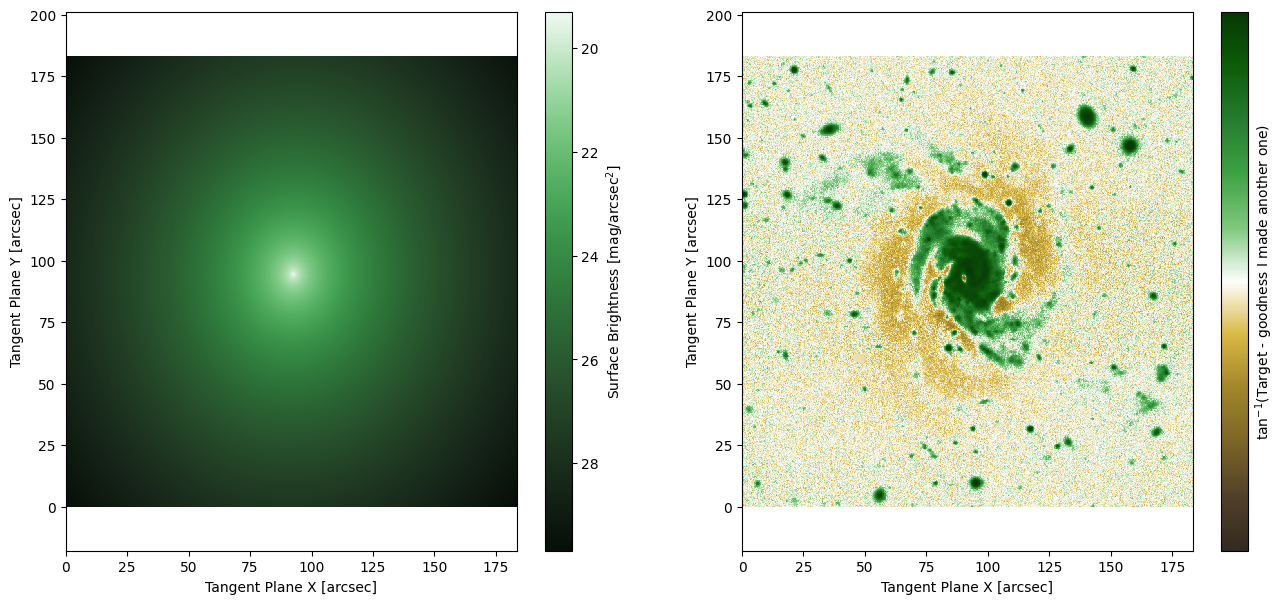 200
175
150
125
100
75
50
25
0
Tangent Plane Y [arcsec]
0 25 50 75 100 125 150 175
Tangent Plane X [arcsec]
20
22
24
26
28
Surface Brightness [mag/arcsec²]
200
175
150
125
100
75
50
25
0
Tangent Plane Y [arcsec]
0 25 50 75 100 125 150 175
Tangent Plane X [arcsec]
tan⁻¹(Target - goodness I made another one)